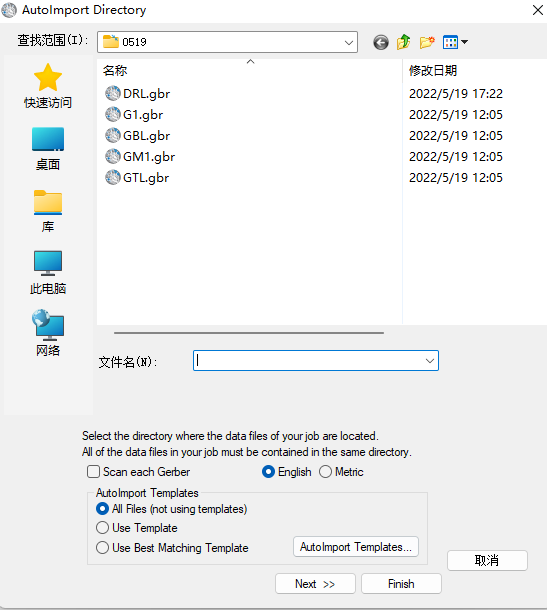 AutoImport Directory
查找范围(I):
0519
快速访问
桌面
库
此电脑
网络
名称
修改日期
DRL.gbr
2022/5/19 17:22
G1.gbr
2022/5/19 12:05
GBL.gbr
2022/5/19 12:05
GM1.gbr
2022/5/19 12:05
GTL.gbr
2022/5/19 12:05
文件名(N):
Select the directory where the data files of your job are located.
All of the data files in your job must be contained in the same directory.
Scan each Gerber
English
Metric
AutoImport Templates
All Files (not using templates)
Use Template
Use Best Matching Template
AutoImport Templates...
取消
Next >>
Finish